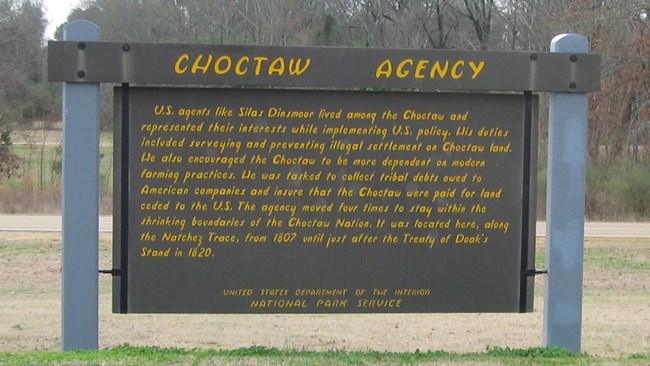 CHOCTAW AGENCY
U.S. agents like Silas Dinsmoor lived among the Choctaw and
represented their interests while implementing U.S. policy. His duties
included surveying and preventing illegal settlement on Choctaw land.
He also encouraged the Choctaw to be more dependent on modern
farming practices. He was tasked to collect tribal debts owed to
American companies and insure that the Choctaw were paid for land
ceded to the U.S. The agency moved four times to stay within the
shrinking boundaries of the Choctaw Nation. It was located here, along
the Natchez Trace, from 1807 until just after the Treaty of Doak's
Stand in 1820.
UNITED STATES DEPARTMENT OF THE INTERIOR
NATIONAL PARK SERVICE